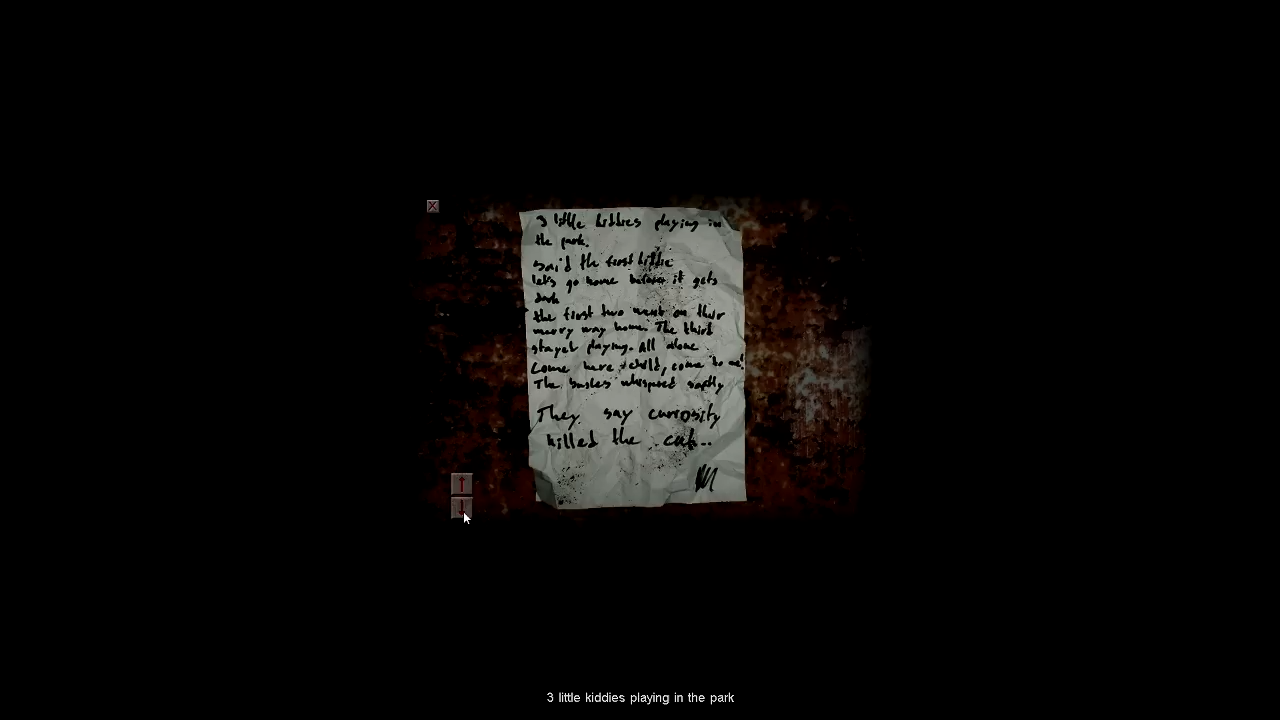 3 little kiddies playing in
the park.
said the first kiddie
let's go home before it gets
dark
the first two went on their
merry way home. The third
stayed playing. All alone
Come here child, come to me!
The bushes whispered softly
They say curiosity
killed the cat...
3 little kiddies playing in the park